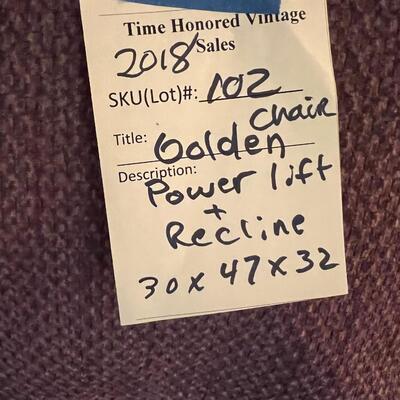 Time Honored Vintage
2018 Sales
SKU(Lot)#: 102
Title: Golden Chair
Description:
Power lift
+
Recline
30 x 47 x 32